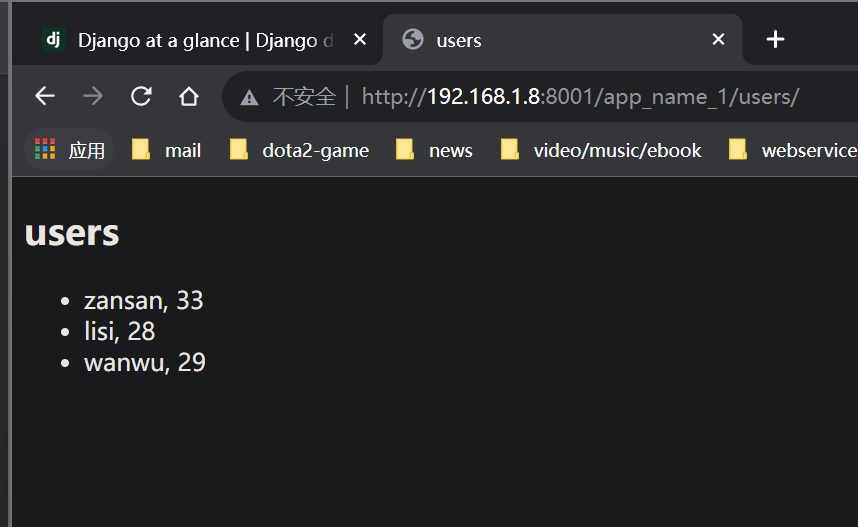 dj Django at a glance | Django d
users
不安全 | http://192.168.1.8:8001/app_name_1/users/
应用 mail dota2-game news video/music/ebook webservice
users
• zansan, 33
• lisi, 28
• wanwu, 29